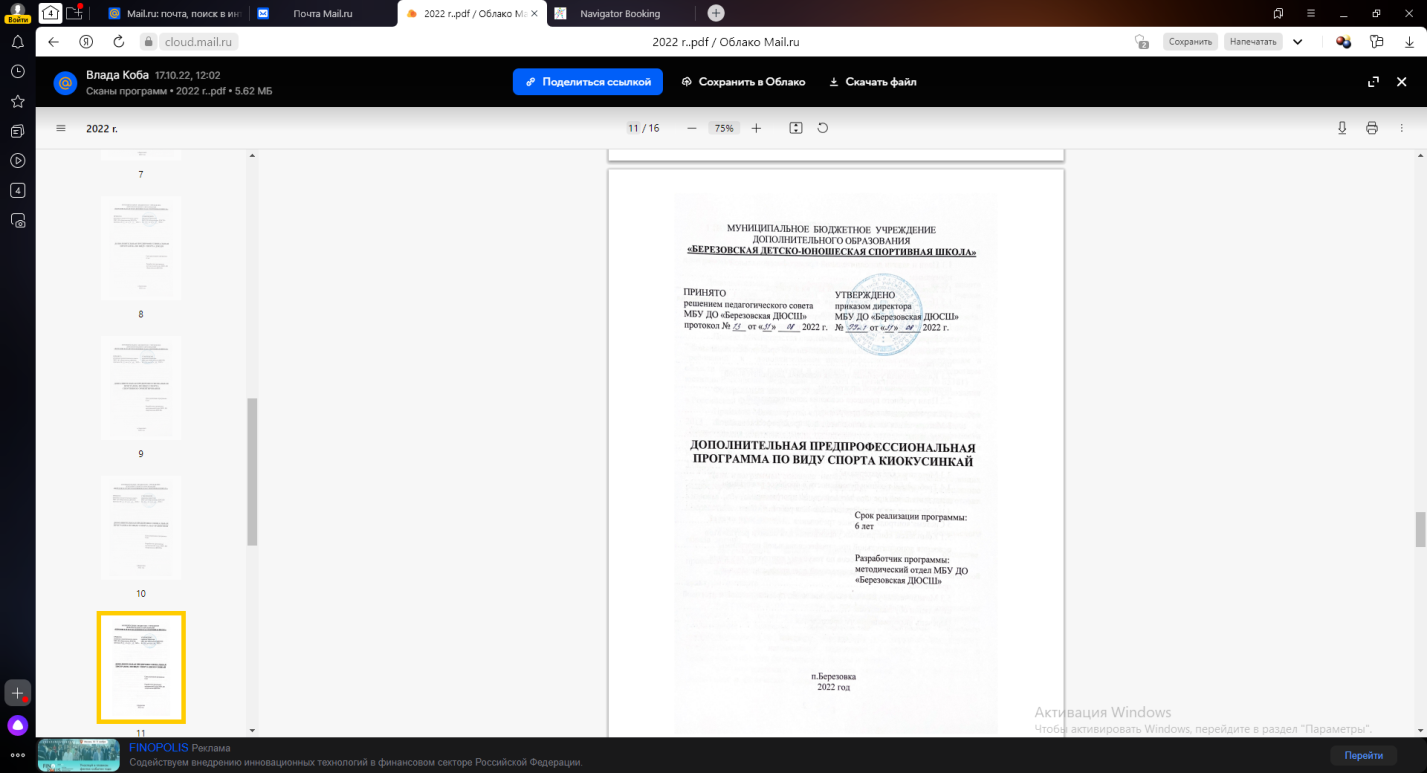 4
Mail.ru: почта, поиск в ин
Почта Mail.ru
2022 г..pdf / Облако Ma
Navigator Booking
Войти
cloud.mail.ru
2022 г..pdf / Облако Mail.ru
2
Сохранить
Напечатать
Влада Коба 17.10.22, 12:02
Сканы программ • 2022 г..pdf • 5.62 МБ
Поделиться ссылкой
Сохранить в Облако
Скачать файл
2022 г.
11 / 16
75%
4
7
8
9
10
11
МУНИЦИПАЛЬНОЕ БЮДЖЕТНОЕ УЧРЕЖДЕНИЕ
ДОПОЛНИТЕЛЬНОГО ОБРАЗОВАНИЯ
«БЕРЕЗОВСКАЯ ДЕТСКО-ЮНОШЕСКАЯ СПОРТИВНАЯ ШКОЛА»
ПРИНЯТО
решением педагогического совета
МБУ ДО «Березовская ДЮСШ»
протокол № от « » 08 2022 г.
УТВЕРЖДЕНО
приказом директора
МБУ ДО «Березовская ДЮСШ»
№ от « » 08 2022 г.
ДОПОЛНИТЕЛЬНАЯ ПРЕДПРОФЕССИОНАЛЬНАЯ
ПРОГРАММА ПО ВИДУ СПОРТА КИОКУСИНКАЙ
Срок реализации программы:
6 лет
Разработчик программы:
методический отдел МБУ ДО
«Березовская ДЮСШ»
п.Березовка
2022 год
Активация Windows
Чтобы активировать Windows, перейдите в раздел "Параметры".
FINOPOLIS Реклама
Содействуем внедрению инновационных технологий в финансовом секторе Российской Федерации.
Перейти